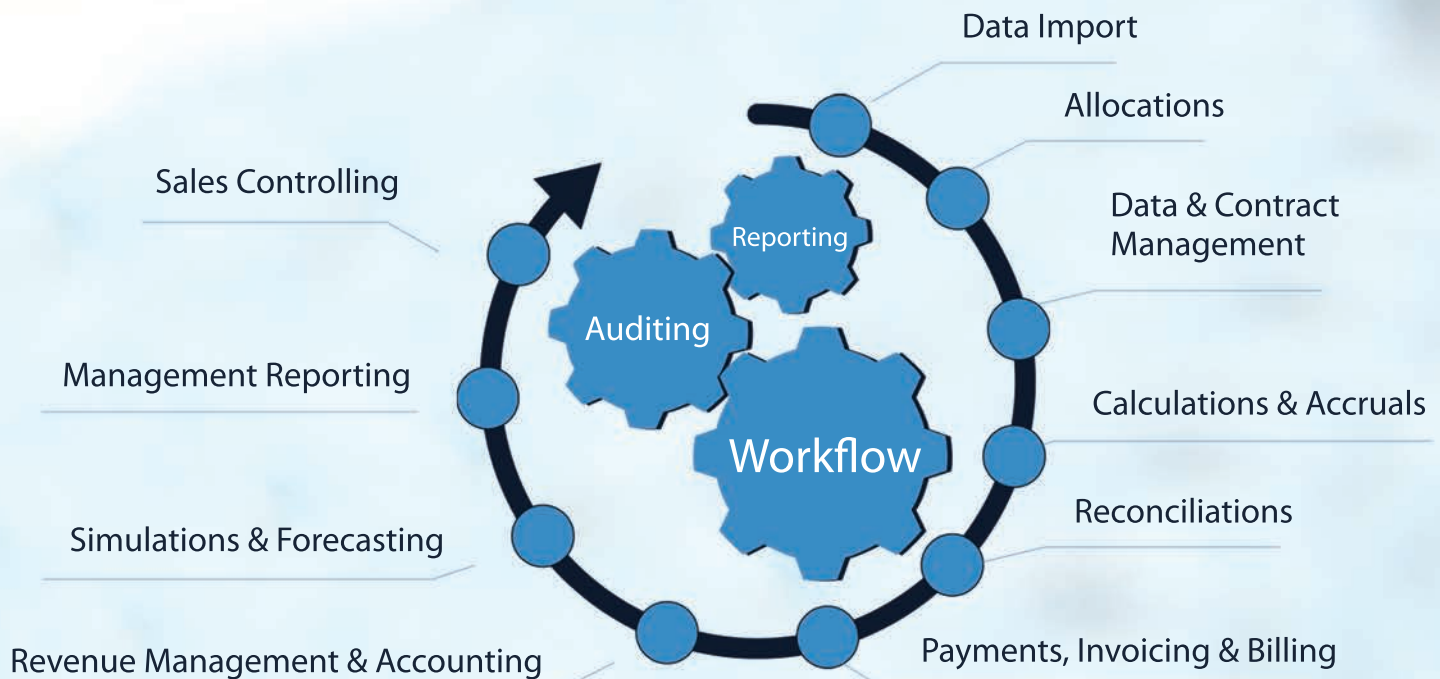 Data Import
Allocations
Data & Contract
Management
Calculations & Accruals
Reconciliations
Payments, Invoicing & Billing
Revenue Management & Accounting
Simulations & Forecasting
Management Reporting
Sales Controlling
Reporting
Auditing
Workflow